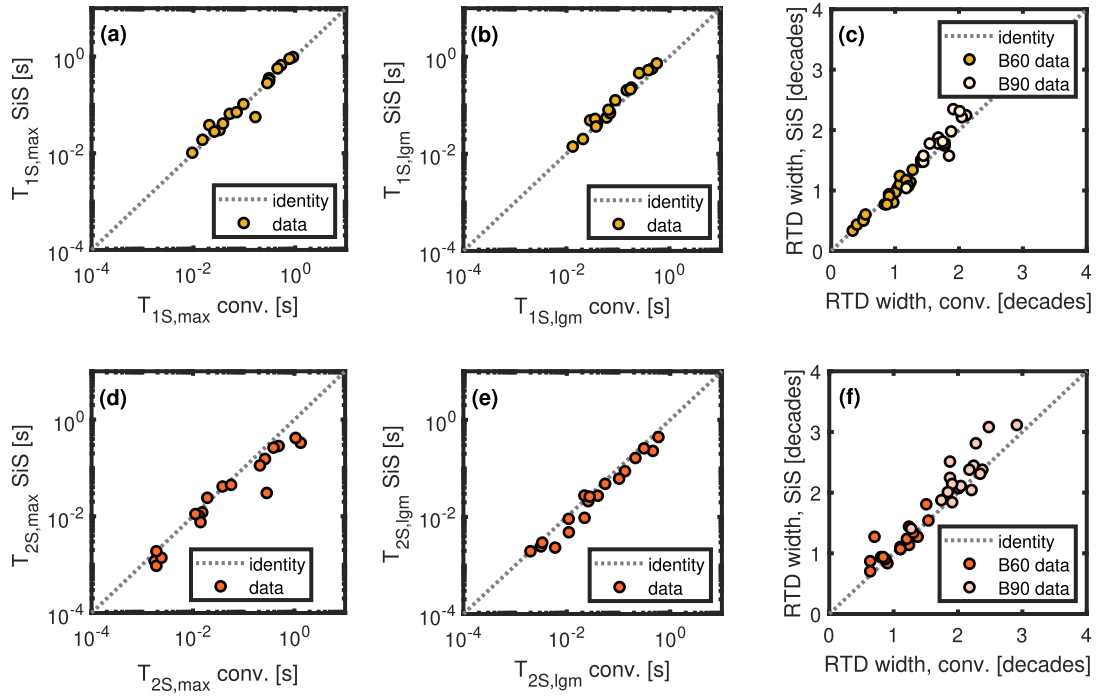 (a)
T1S,max SiS [s]
10^0
10^-2
10^-4
identity
data
10^-4 10^-2 10^0
T1S,max conv. [s]
(b)
T1S,lgm SiS [s]
10^0
10^-2
10^-4
identity
data
10^-4 10^-2 10^0
T1S,lgm conv. [s]
(c)
RTD width, SiS [decades]
4
3
2
1
0
identity
B60 data
B90 data
0 1 2 3 4
RTD width, conv. [decades]
(d)
T2S,max SiS [s]
10^0
10^-2
10^-4
identity
data
10^-4 10^-2 10^0
T2S,max conv. [s]
(e)
T2S,lgm SiS [s]
10^0
10^-2
10^-4
identity
data
10^-4 10^-2 10^0
T2S,lgm conv. [s]
(f)
RTD width, SiS [decades]
4
3
2
1
0
identity
B60 data
B90 data
0 1 2 3 4
RTD width, conv. [decades]